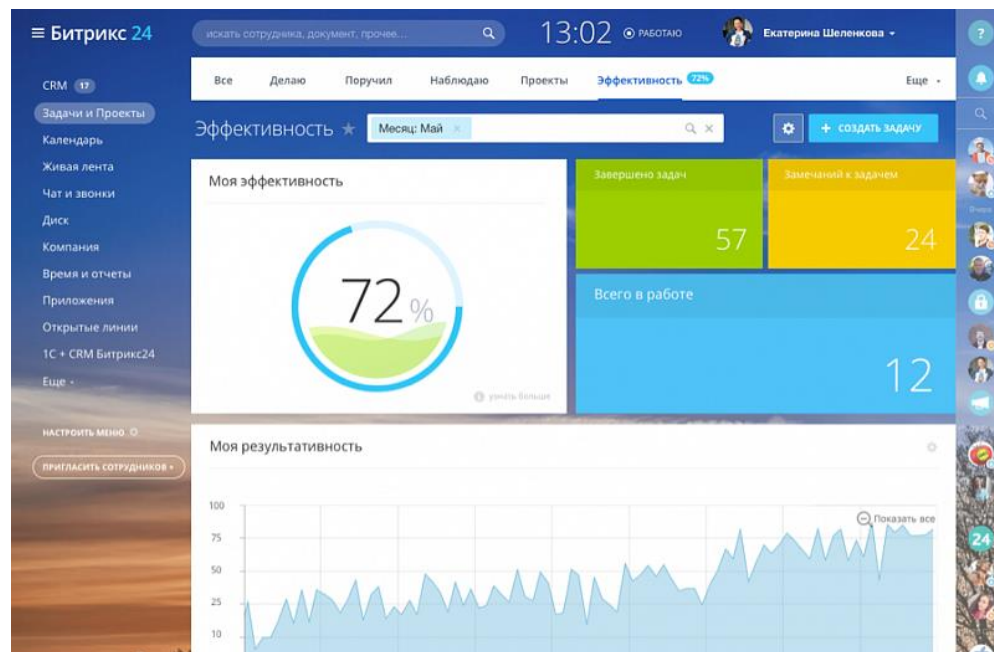 Битрикс 24
искать сотрудника, документ, прочее...
13:02 РАБОТАЮ
Екатерина Шеленкова
?
CRM 17
Задачи и Проекты
Календарь
Живая лента
Чат и звонки
Диск
Компания
Время и отчеты
Приложения
Открытые линии
1С + CRM Битрикс24
Еще
НАСТРОИТЬ МЕНЮ
ПРИГЛАСИТЬ СОТРУДНИКОВ
Все Делаю Поручил Наблюдаю Проекты Эффективность 72% Еще
Эффективность ★ Месяц: Май × ×
+ СОЗДАТЬ ЗАДАЧУ
Моя эффективность
72 %
узнать больше
Завершено задач
57
Замечаний к задачем
24
Всего в работе
12
Вчера
24
Моя результативность
Показать все
100
75
50
25
10